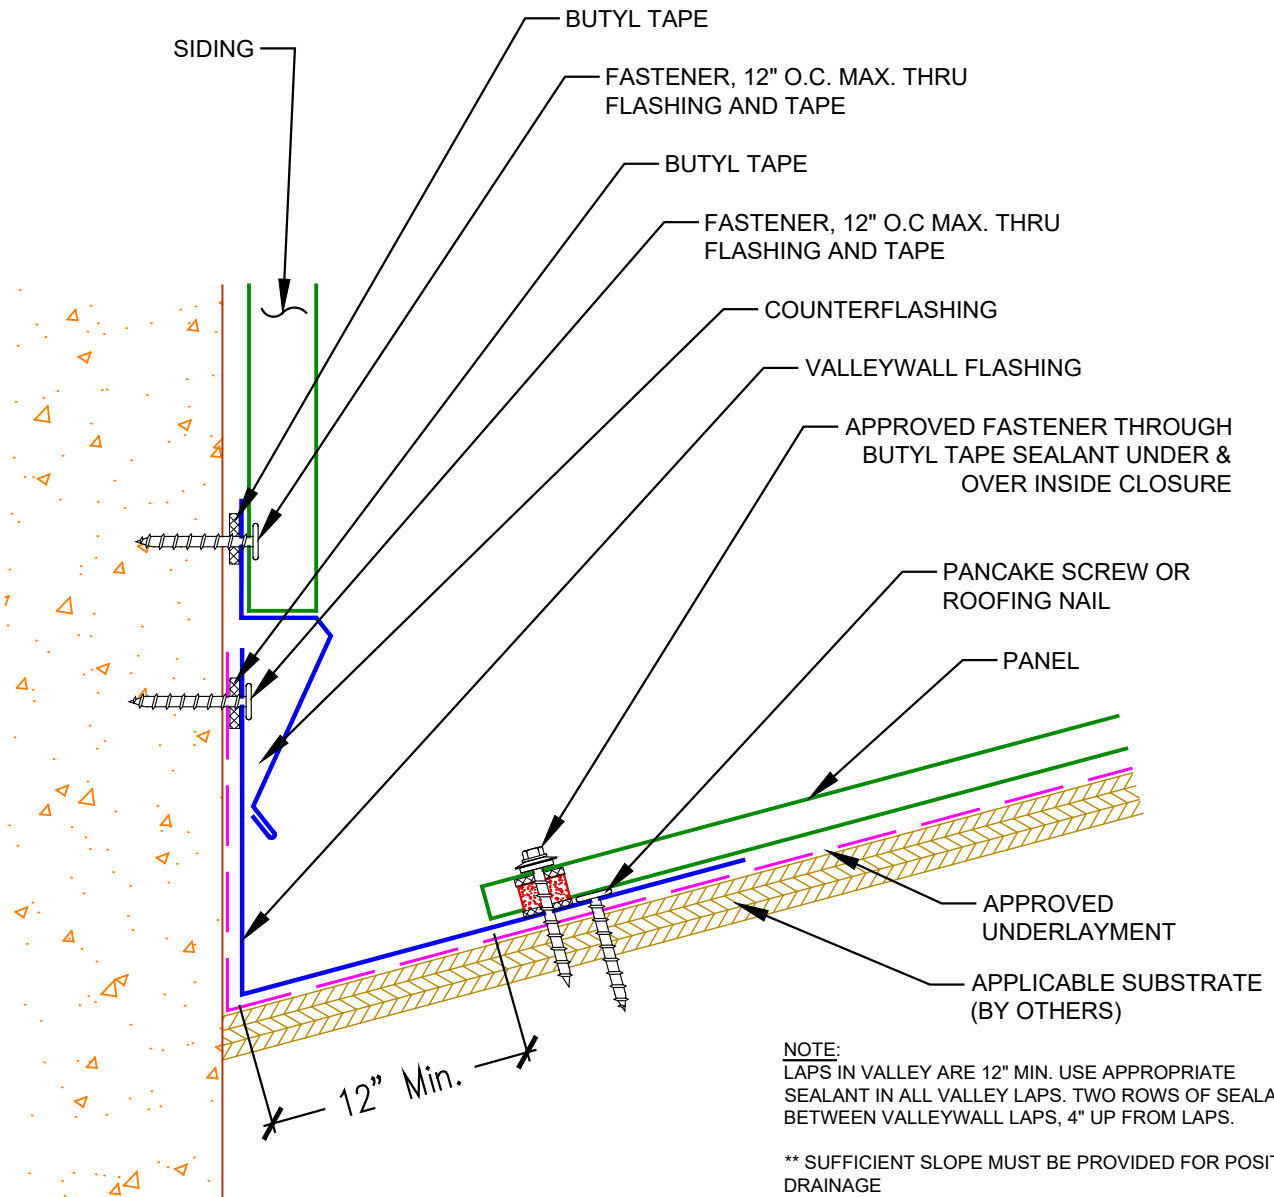 BUTYL TAPE
SIDING
FASTENER, 12" O.C. MAX. THRU
FLASHING AND TAPE
BUTYL TAPE
FASTENER, 12" O.C MAX. THRU
FLASHING AND TAPE
COUNTERFLASHING
VALLEYWALL FLASHING
APPROVED FASTENER THROUGH
BUTYL TAPE SEALANT UNDER &
OVER INSIDE CLOSURE
PANCAKE SCREW OR
ROOFING NAIL
PANEL
APPROVED
UNDERLAYMENT
APPLICABLE SUBSTRATE
(BY OTHERS)
12" Min.
NOTE:
LAPS IN VALLEY ARE 12" MIN. USE APPROPRIATE
SEALANT IN ALL VALLEY LAPS. TWO ROWS OF
BETWEEN VALLEYWALL LAPS, 4" UP FROM LAPS.
** SUFFICIENT SLOPE MUST BE PROVIDED FOR
DRAINAGE